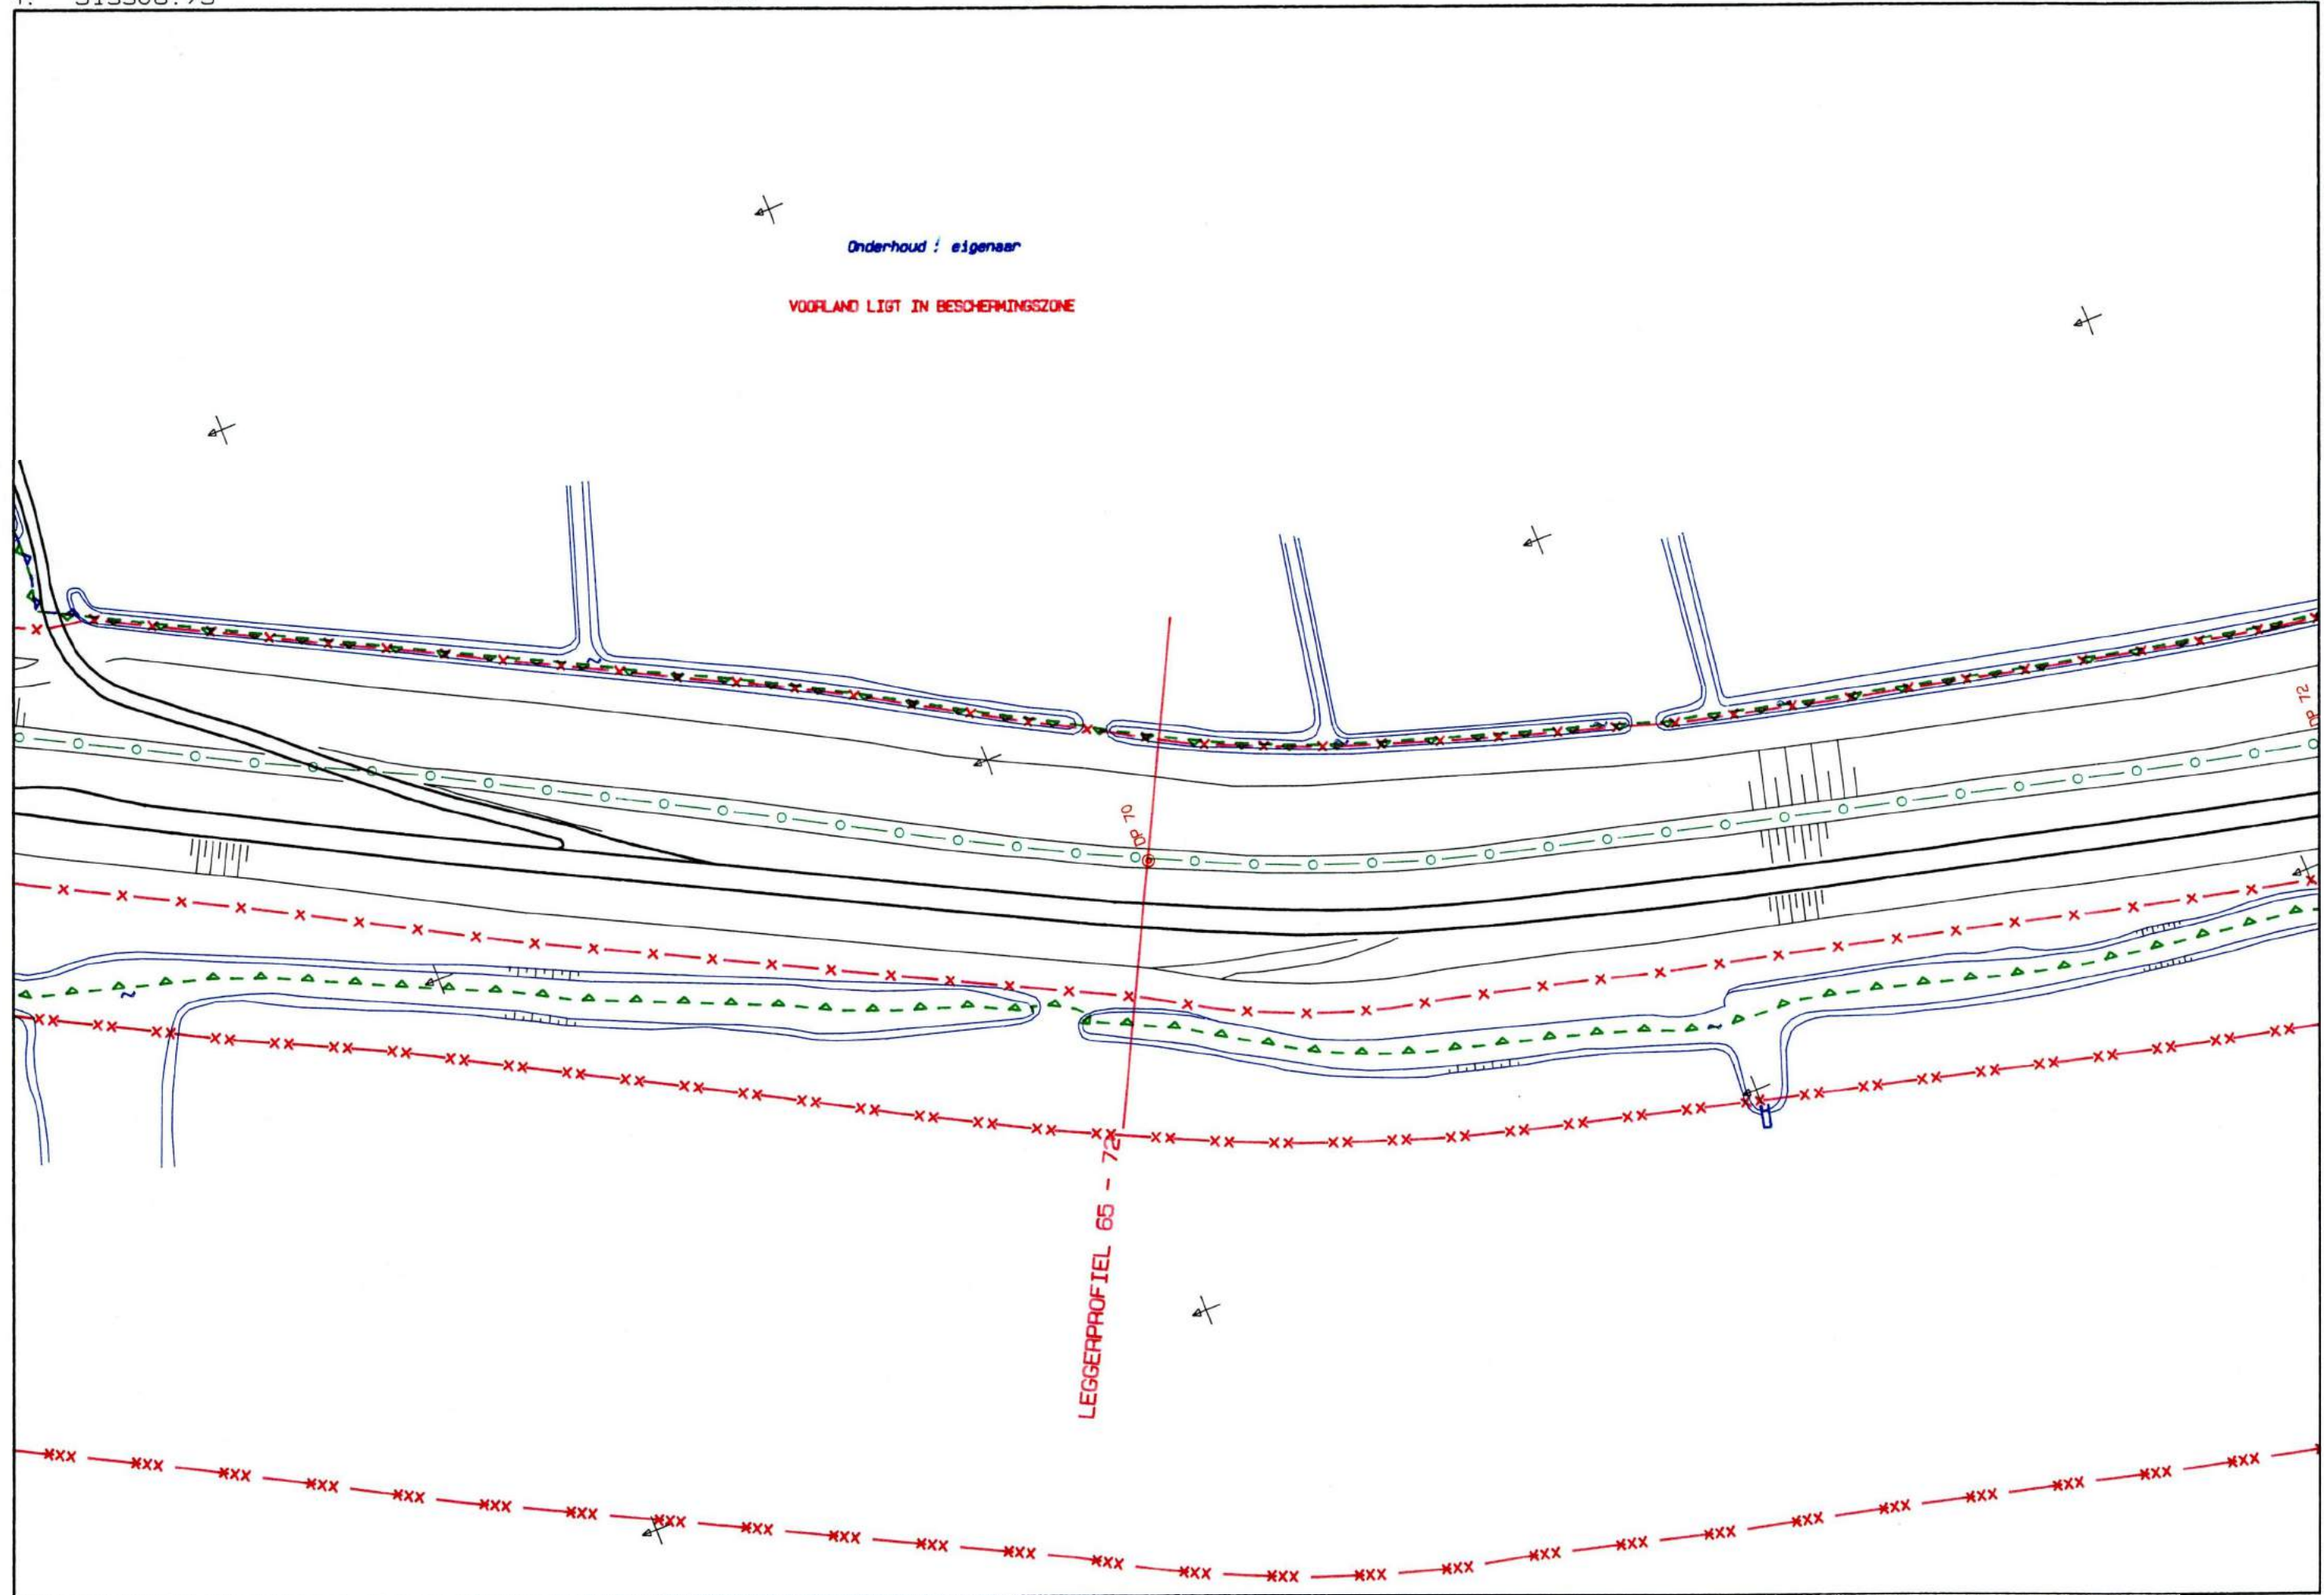 Onderhoud : eigenaar
VOORLAND LIGT IN BESCHERMINGSZONE
DP 72
DP 70
LEGGERPROFIEL 65 - 72